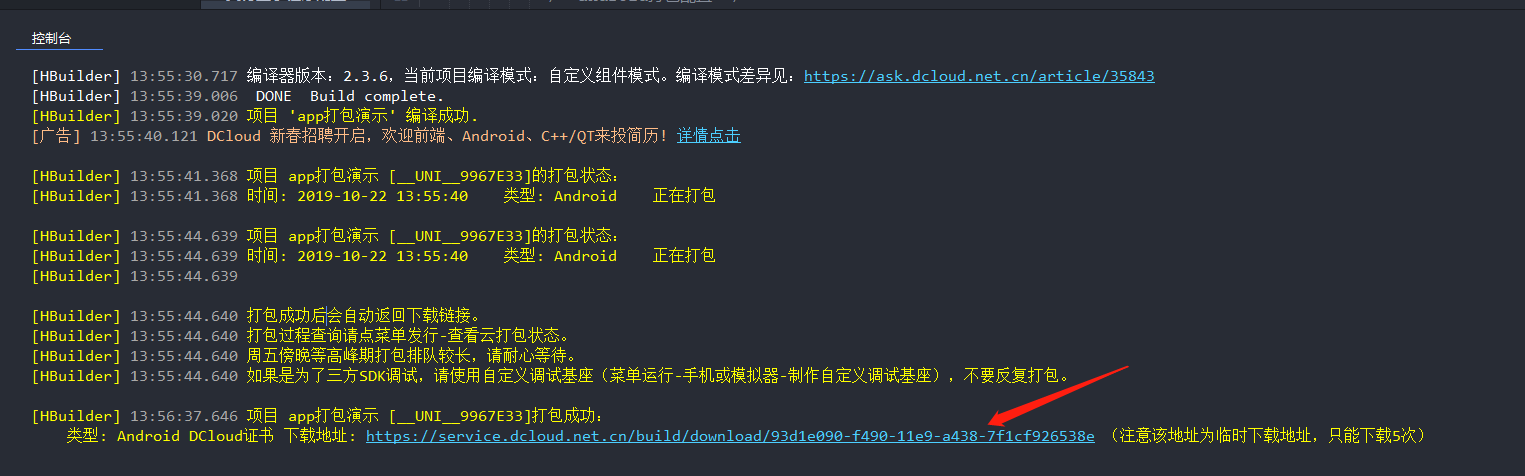 控制台
[HBuilder] 13:55:30.717 编译器版本：2.3.6，当前项目编译模式：自定义组件模式。编译模式差异见：https://ask.dcloud.net.cn/article/35843
[HBuilder] 13:55:39.006  DONE  Build complete.
[HBuilder] 13:55:39.020 项目 'app打包演示' 编译成功.
[广告] 13:55:40.121 DCloud 新春招聘开启，欢迎前端、Android、C++/QT来投简历！详情点击
[HBuilder] 13:55:41.368 项目 app打包演示 [__UNI__9967E33]的打包状态：
[HBuilder] 13:55:41.368 时间: 2019-10-22 13:55:40    类型: Android    正在打包
[HBuilder] 13:55:44.639 项目 app打包演示 [__UNI__9967E33]的打包状态：
[HBuilder] 13:55:44.639 时间: 2019-10-22 13:55:40    类型: Android    正在打包
[HBuilder] 13:55:44.639
[HBuilder] 13:55:44.640 打包成功后会自动返回下载链接。
[HBuilder] 13:55:44.640 打包过程查询请点菜单发行-查看云打包状态。
[HBuilder] 13:55:44.640 周五傍晚等高峰期打包排队较长，请耐心等待。
[HBuilder] 13:55:44.640 如果是为了三方SDK调试，请使用自定义调试基座（菜单运行-手机或模拟器-制作自定义调试基座），不要反复打包。
[HBuilder] 13:56:37.646 项目 app打包演示 [__UNI__9967E33]打包成功：
类型: Android DCloud证书 下载地址: https://service.dcloud.net.cn/build/download/93d1e090-f490-11e9-a438-7f1cf926538e （注意该地址为临时下载地址，只能下载5次）